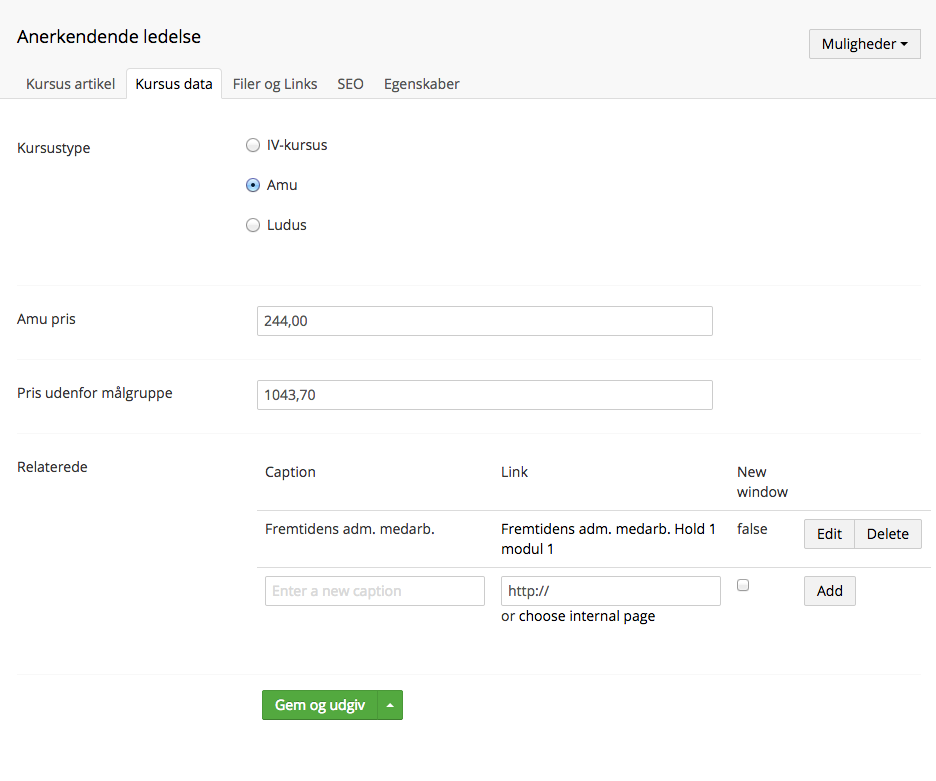 Anerkendende ledelse
Muligheder
Kursus artikel Kursus data Filer og Links SEO Egenskaber
Kursustype
IV-kursus
Amu
Ludus
Amu pris
244,00
Pris udenfor målgruppe
1043,70
Relaterede
Caption Link New
window
Fremtidens adm. medarb. Fremtidens adm. medarb. Hold 1 false Edit Delete
modul 1
Enter a new caption http:// Add
or choose internal page
Gem og udgiv